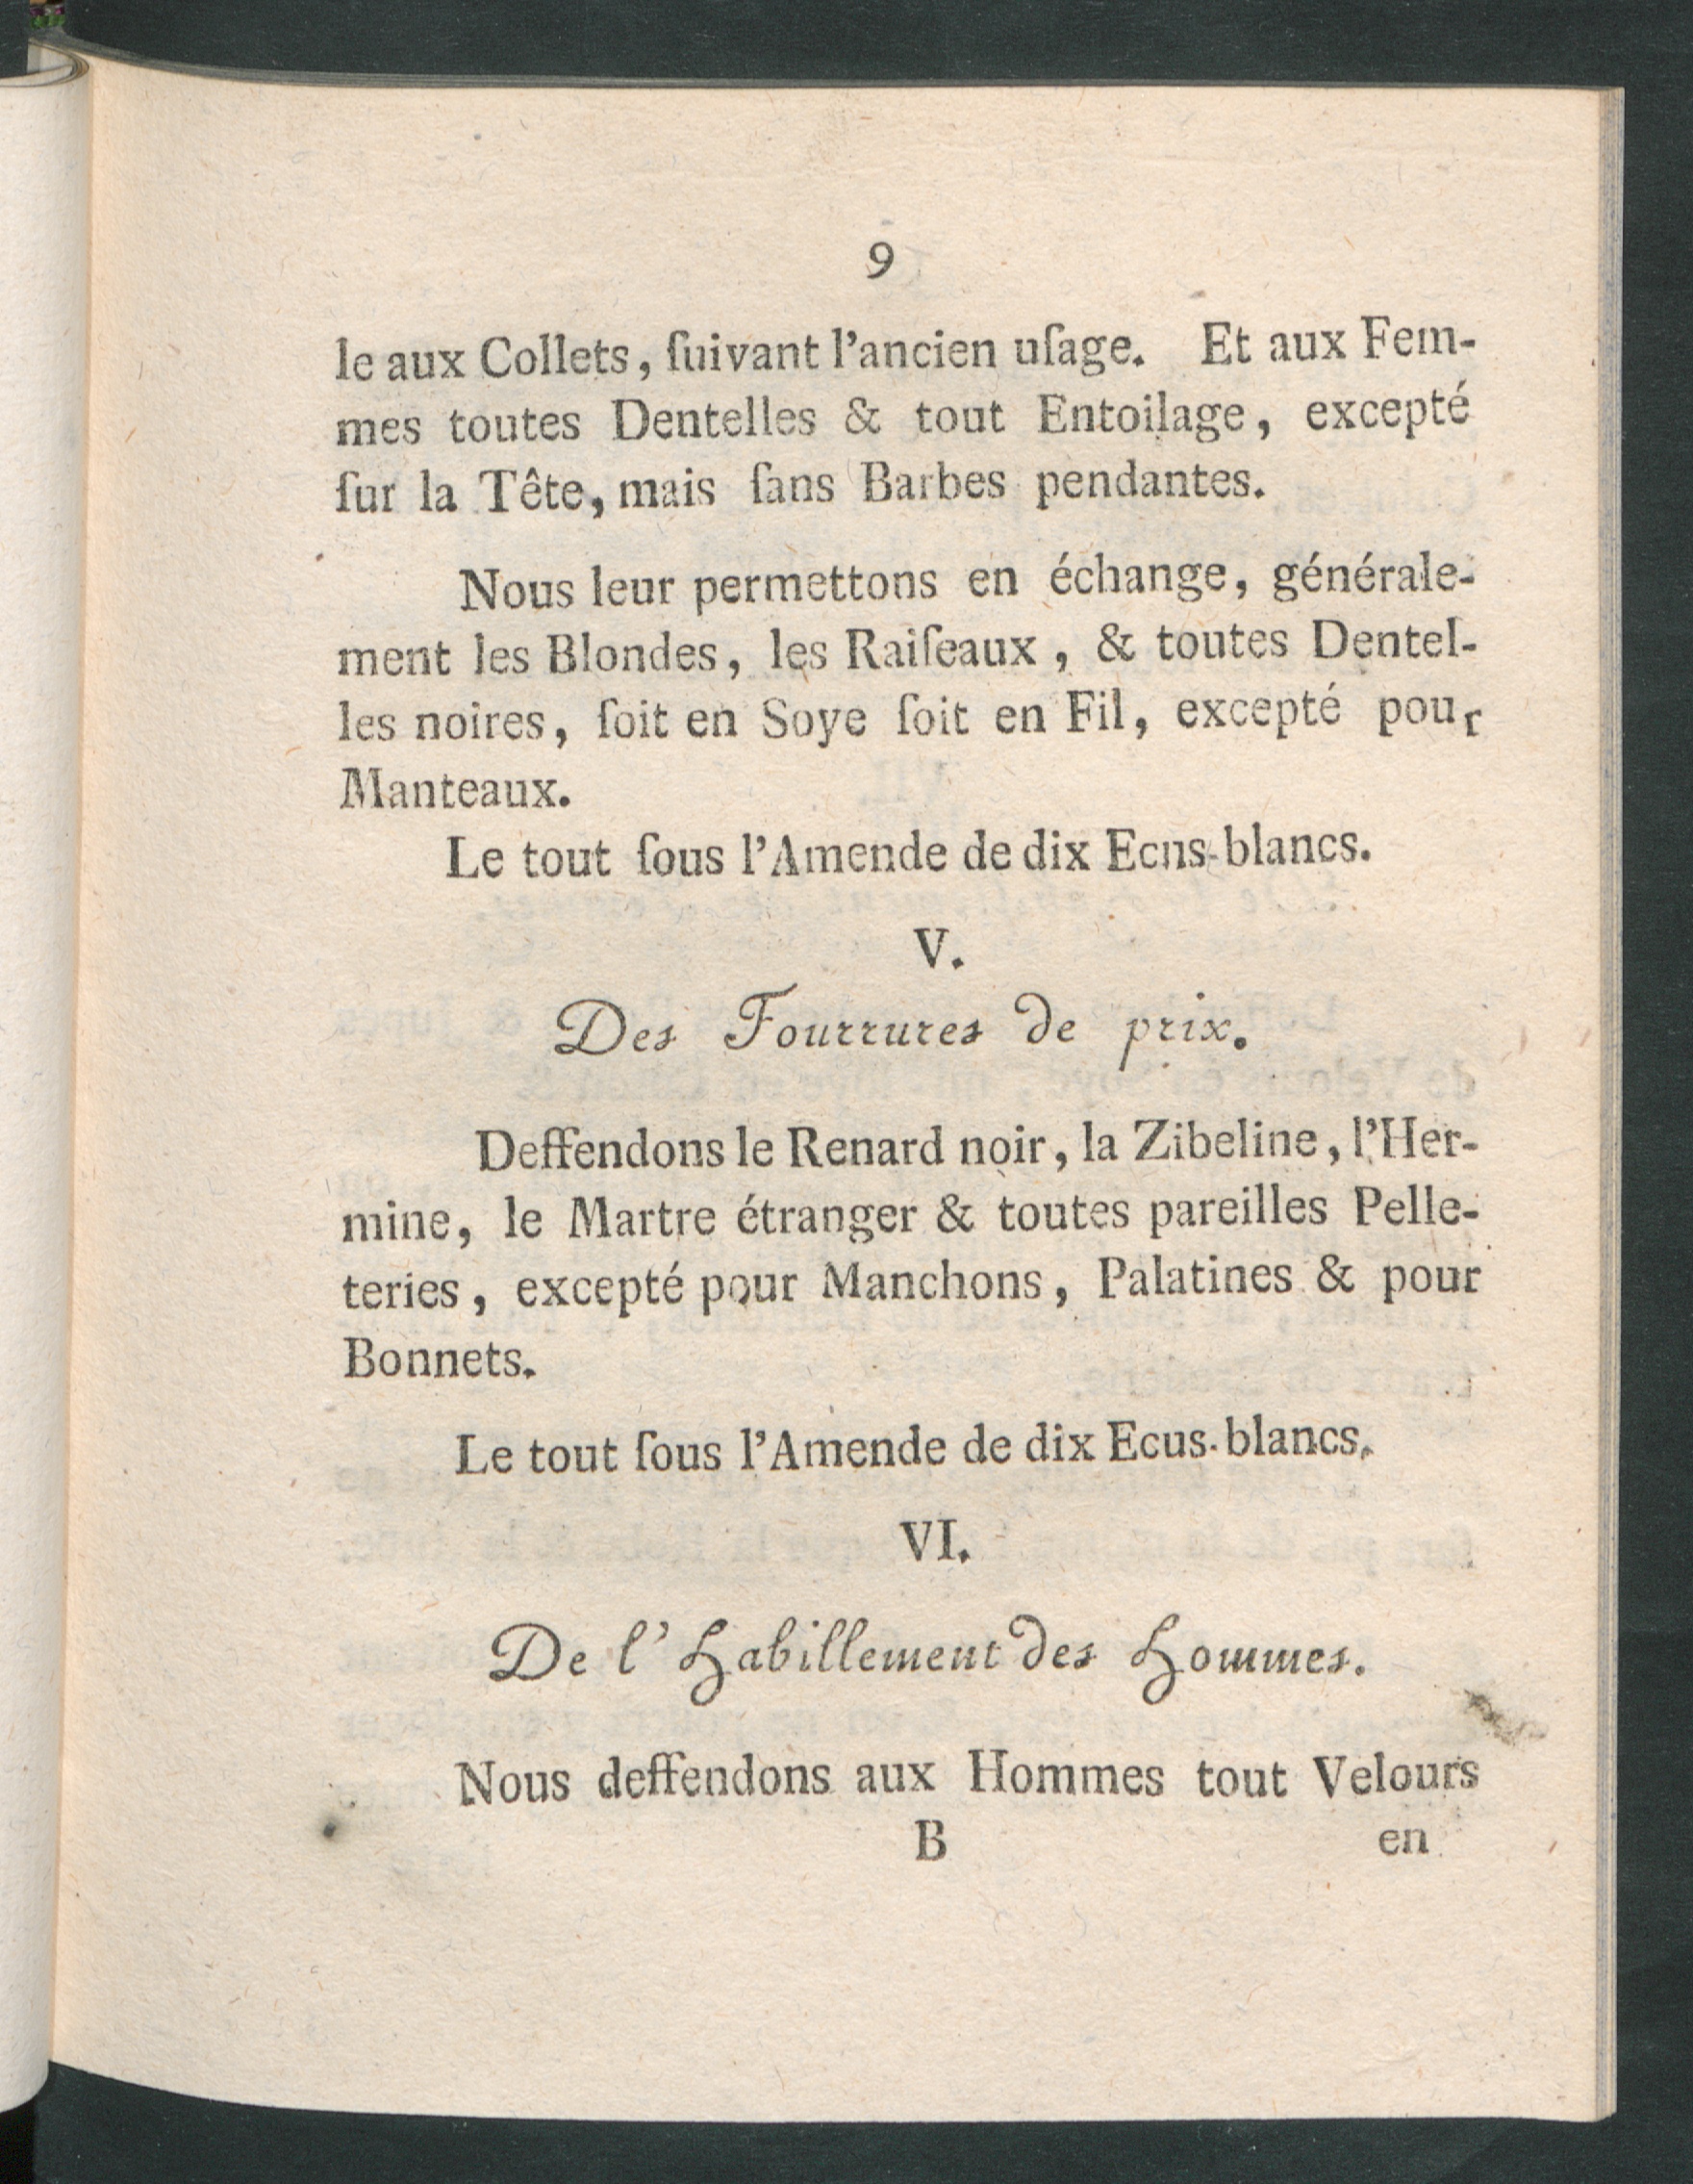 9
le aux Collets, ſuivant l'ancien uſage. Et aux Fem-
mes toutes Dentelles & tout Entoilage, excepté
ſur la Tête, mais ſans Barbes pendantes.
Nous leur permettons en échange, générale-
ment les Blondes, les Raiſeaux, & toutes Dentel-
les noires, ſoit en Soye ſoit en Fil, excepté pour
Manteaux.
Le tout ſous l'Amende de dix Ecus-blancs.
V.
Des Fourrures de prix.
Deffendons le Renard noir, la Zibeline, l'Her-
mine, le Martre étranger & toutes pareilles Pelle-
teries, excepté pour Manchons, Palatines & pour
Bonnets.
Le tout ſous l'Amende de dix Ecus-blancs.
VI.
De l'Habillement des Hommes.
Nous deffendons aux Hommes tout Velours
B en